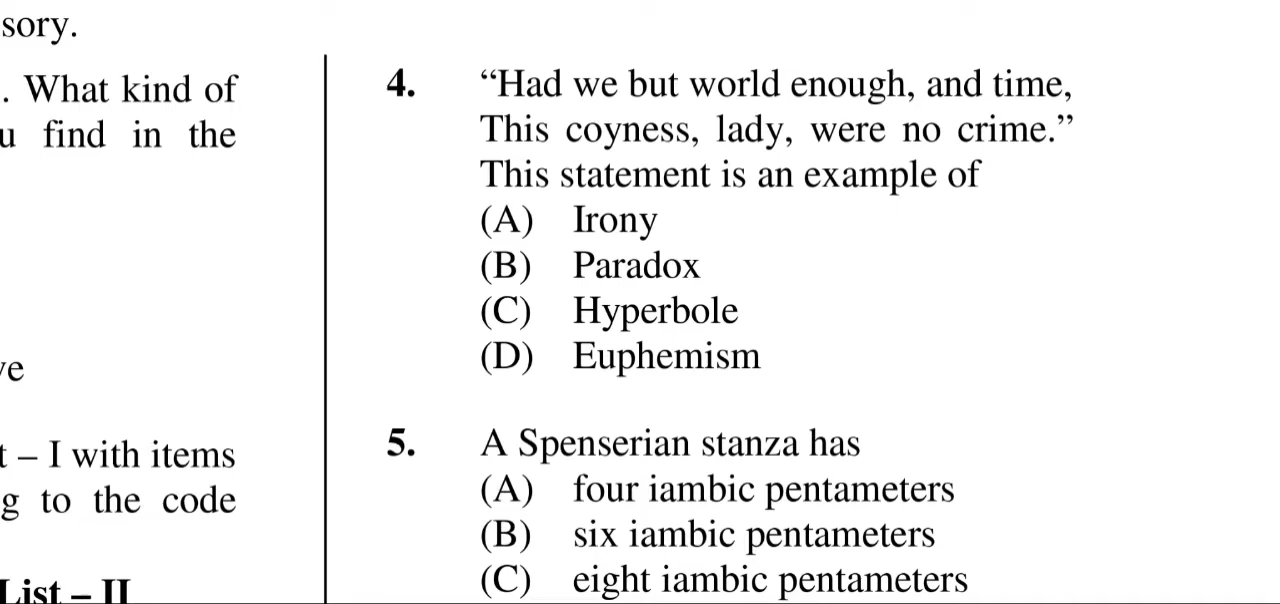 sory.
. What kind of
u find in the
ve
t – I with items
g to the code
List – II
4. “Had we but world enough, and time,
This coyness, lady, were no crime.”
This statement is an example of
(A) Irony
(B) Paradox
(C) Hyperbole
(D) Euphemism
5. A Spenserian stanza has
(A) four iambic pentameters
(B) six iambic pentameters
(C) eight iambic pentameters